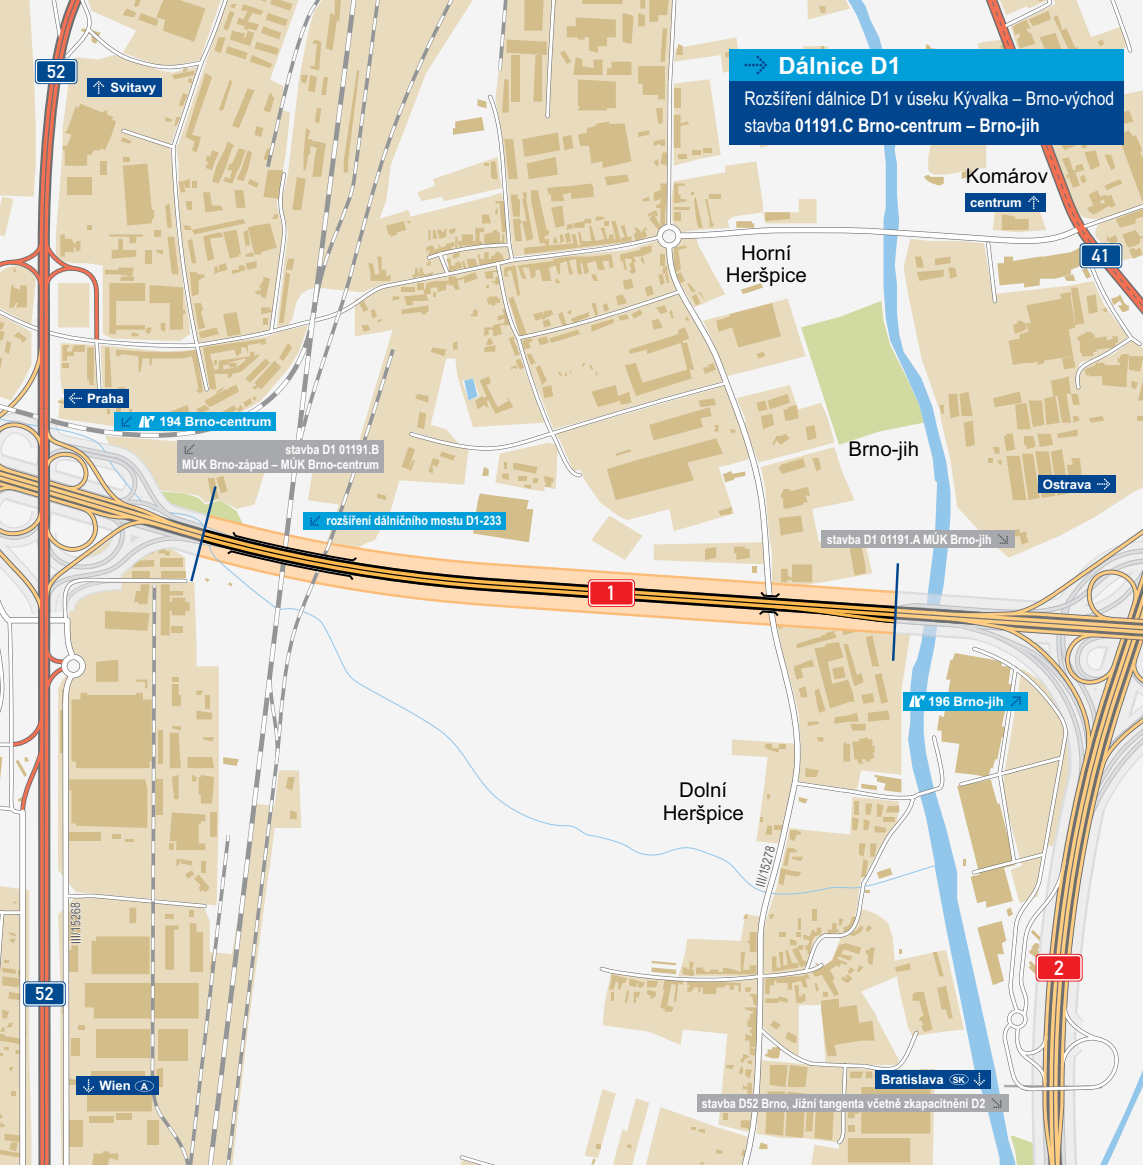 52
Svitavy
Dálnice D1
Rozšíření dálnice D1 v úseku Kývalka – Brno-východ
stavba 01191.C Brno-centrum – Brno-jih
Komárov
centrum
41
Horní
Heršpice
Praha
194 Brno-centrum
stavba D1 01191.B
MÚK Brno-západ – MÚK Brno-centrum
Brno-jih
Ostrava
rozšíření dálničního mostu D1-233
stavba D1 01191.A MÚK Brno-jih
1
196 Brno-jih
Dolní
Heršpice
III/15278
III/15268
2
52
Wien A
Bratislava SK
stavba D52 Brno, Jižní tangenta včetně zkapacitnění D2